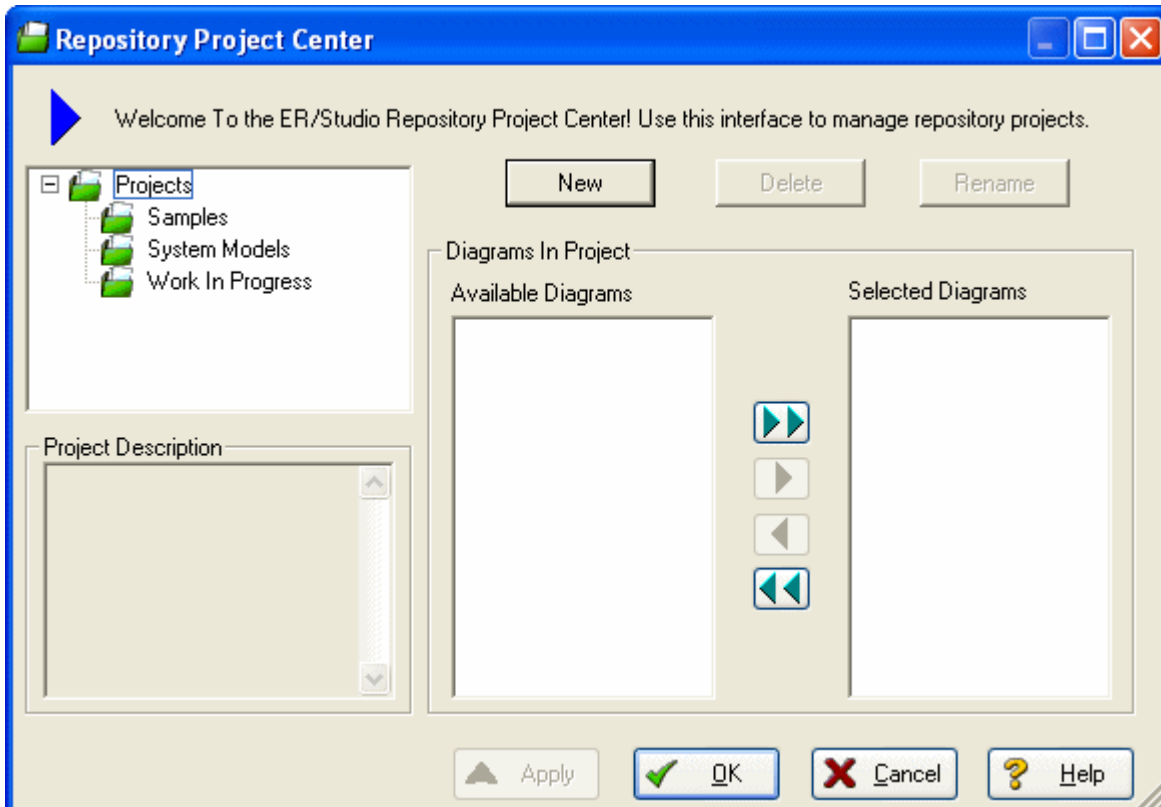 Repository Project Center
Welcome To the ER/Studio Repository Project Center! Use this interface to manage repository projects.
Projects
Samples
System Models
Work In Progress
New
Delete
Rename
Project Description
Diagrams In Project
Available Diagrams
Selected Diagrams
Apply
OK
Cancel
Help